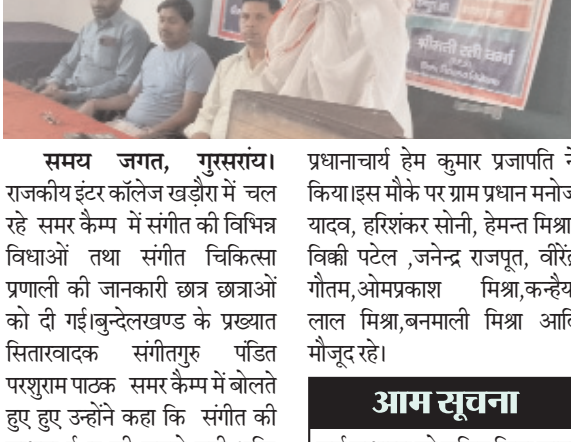 श्रीमती रती वर्मा
समय जगत, गुरसरांय।
राजकीय इंटर कॉलेज खड़ौरा में चल
रहे समर कैम्प में संगीत की विभिन्न
विधाओं तथा संगीत चिकित्सा
प्रणाली की जानकारी छात्र छात्राओं
को दी गई।बुन्देलखण्ड के प्रख्यात
सितारवादक संगीतगुरु पंडित
परशुराम पाठक समर कैम्प में बोलते
हुए हुए उन्होंने कहा कि संगीत की
प्रधानाचार्य हेम कुमार प्रजापति ने
किया।इस मौके पर ग्राम प्रधान मनोज
यादव, हरिशंकर सोनी, हेमन्त मिश्रा
विक्की पटेल ,जनेन्द्र राजपूत, वीरेंद्र
गौतम,ओमप्रकाश मिश्रा,कन्हैया
लाल मिश्रा,बनमाली मिश्रा आदि
मौजूद रहे।
आम सूचना